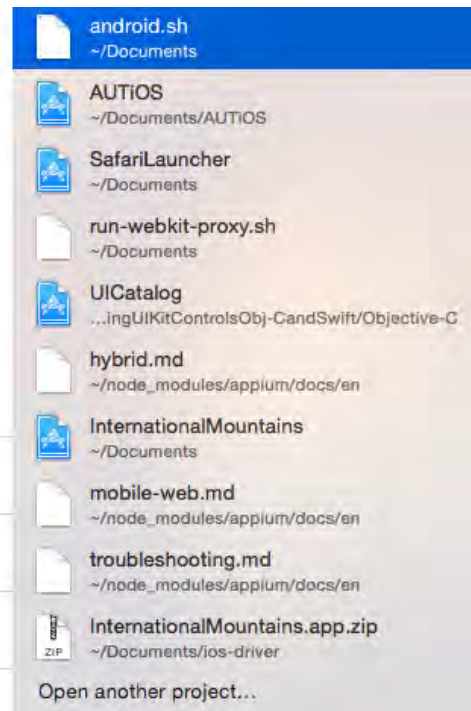 android.sh
~/Documents
AUTiOS
~/Documents/AUTiOS
SafariLauncher
~/Documents
run-webkit-proxy.sh
~/Documents
UICatalog
...ingUIKitControlsObj-CandSwift/Objective-C
hybrid.md
~/node_modules/appium/docs/en
InternationalMountains
~/Documents
mobile-web.md
~/node_modules/appium/docs/en
troubleshooting.md
~/node_modules/appium/docs/en
InternationalMountains.app.zip
ZIP ~/Documents/ios-driver
Open another project...